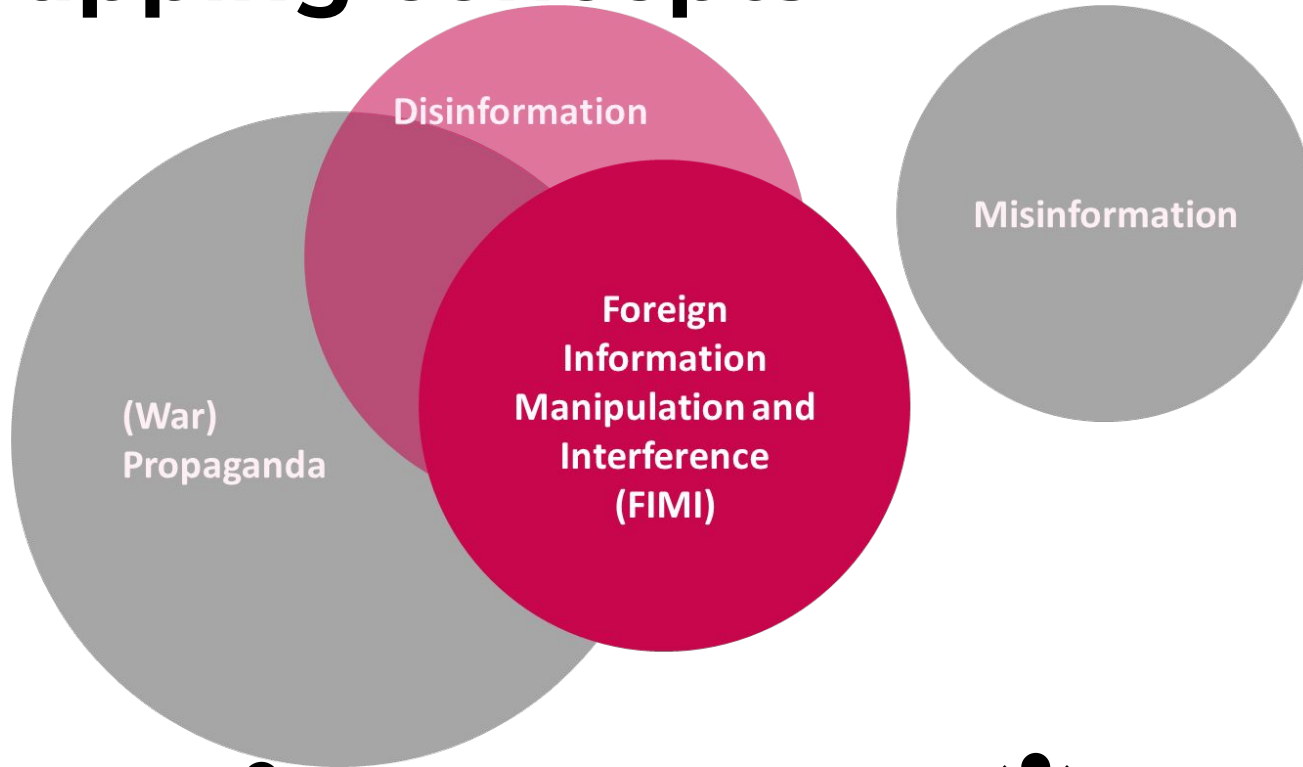 Disinformation
Misinformation
Foreign
Information
Manipulation and
Interference
(FIMI)
(War)
Propaganda